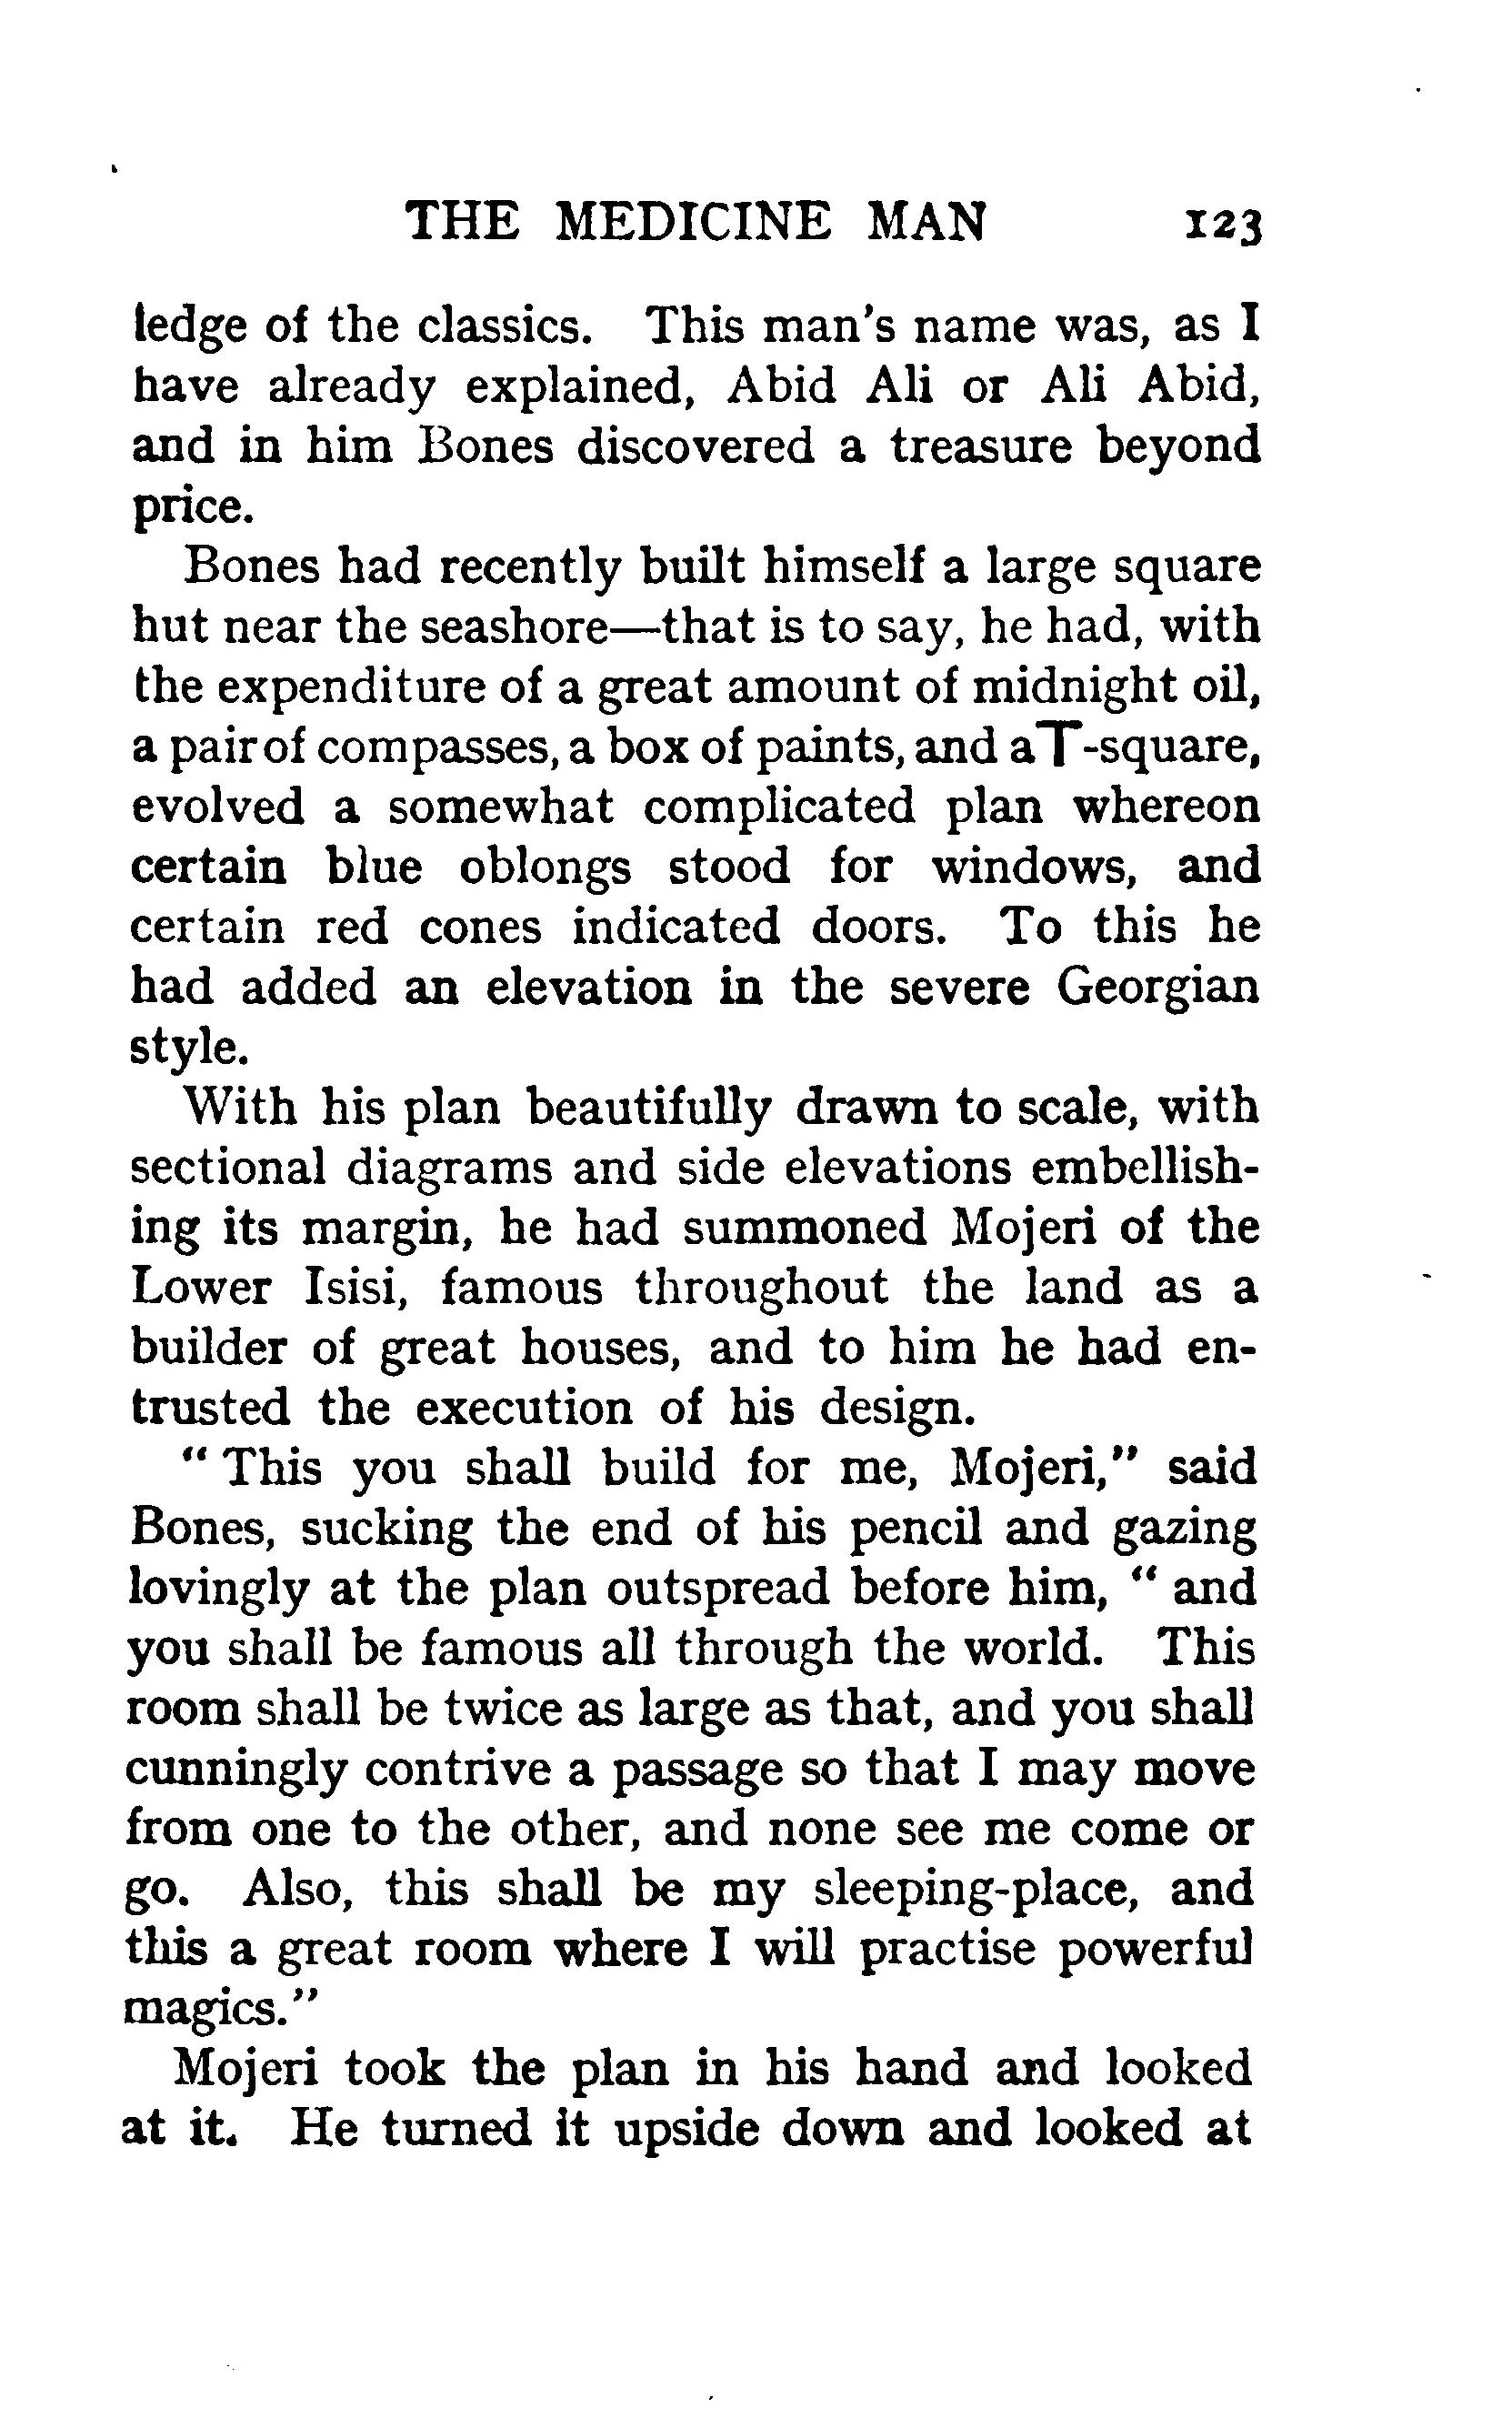 THE MEDICINE MAN 123
ledge of the classics. This man's name was, as I
have already explained, Abid Ali or Ali Abid,
and in him Bones discovered a treasure beyond
price.
Bones had recently built himself a large square
hut near the seashore—that is to say, he had, with
the expenditure of a great amount of midnight oil,
a pair of compasses, a box of paints, and a T-square,
evolved a somewhat complicated plan whereon
certain blue oblongs stood for windows, and
certain red cones indicated doors. To this he
had added an elevation in the severe Georgian
style.
With his plan beautifully drawn to scale, with
sectional diagrams and side elevations embellish-
ing its margin, he had summoned Mojeri of the
Lower Isisi, famous throughout the land as a
builder of great houses, and to him he had en-
trusted the execution of his design.
" This you shall build for me, Mojeri," said
Bones, sucking the end of his pencil and gazing
lovingly at the plan outspread before him, " and
you shall be famous all through the world. This
room shall be twice as large as that, and you shall
cunningly contrive a passage so that I may move
from one to the other, and none see me come or
go. Also, this shall be my sleeping-place, and
this a great room where I will practise powerful
magics."
Mojeri took the plan in his hand and looked
at it. He turned it upside down and looked at